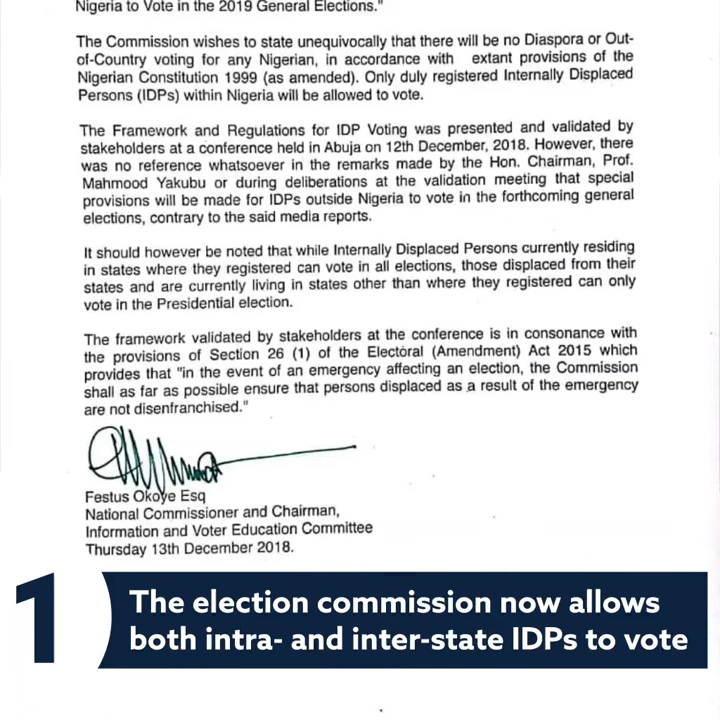 Nigeria to Vote in the 2019 General Elections."
The Commission wishes to state unequivocally that there will be no Diaspora or Out-
of-Country voting for any Nigerian, in accordance with extant provisions of the
Nigerian Constitution 1999 (as amended). Only duly registered Internally Displaced
Persons (IDPs) within Nigeria will be allowed to vote.
The Framework and Regulations for IDP Voting was presented and validated by
stakeholders at a conference held in Abuja on 12th December, 2018. However, there
was no reference whatsoever in the remarks made by the Hon. Chairman, Prof.
Mahmood Yakubu or during deliberations at the validation meeting that special
provisions will be made for IDPs outside Nigeria to vote in the forthcoming general
elections, contrary to the said media reports.
It should however be noted that while Internally Displaced Persons currently residing
in states where they registered can vote in all elections, those displaced from their
states and are currently living in states other than where they registered can only
vote in the Presidential election.
The framework validated by stakeholders at the conference is in consonance with
the provisions of Section 26 (1) of the Electoral (Amendment) Act 2015 which
provides that "in the event of an emergency affecting an election, the Commission
shall as far as possible ensure that persons displaced as a result of the emergency
are not disenfranchised."
Festus Okoye Esq
National Commissioner and Chairman,
Information and Voter Education Committee
Thursday 13th December 2018.
1
The election commission now allows
both intra- and inter-state IDPs to vote